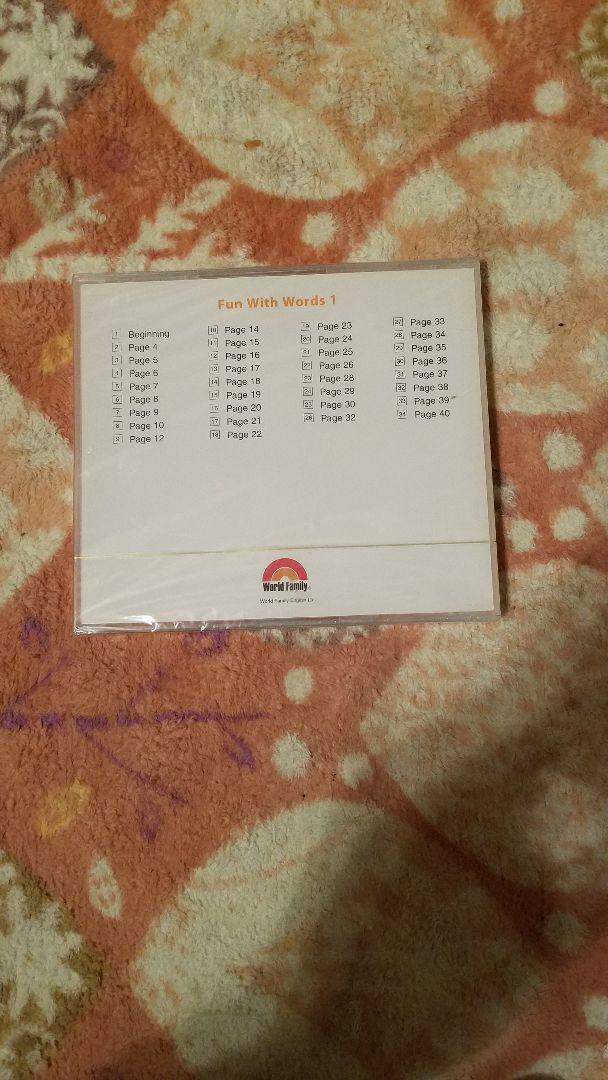 Fun With Words 1
1 Beginning
2 Page 4
3 Page 5
4 Page 6
5 Page 7
6 Page 8
7 Page 9
8 Page 10
9 Page 12
10 Page 14
11 Page 15
12 Page 16
13 Page 17
14 Page 18
15 Page 19
16 Page 20
17 Page 21
18 Page 22
19 Page 23
20 Page 24
21 Page 25
22 Page 26
23 Page 28
24 Page 29
25 Page 30
26 Page 32
27 Page 33
28 Page 34
29 Page 35
30 Page 36
31 Page 37
32 Page 38
33 Page 39
34 Page 40
World Family
World Family English